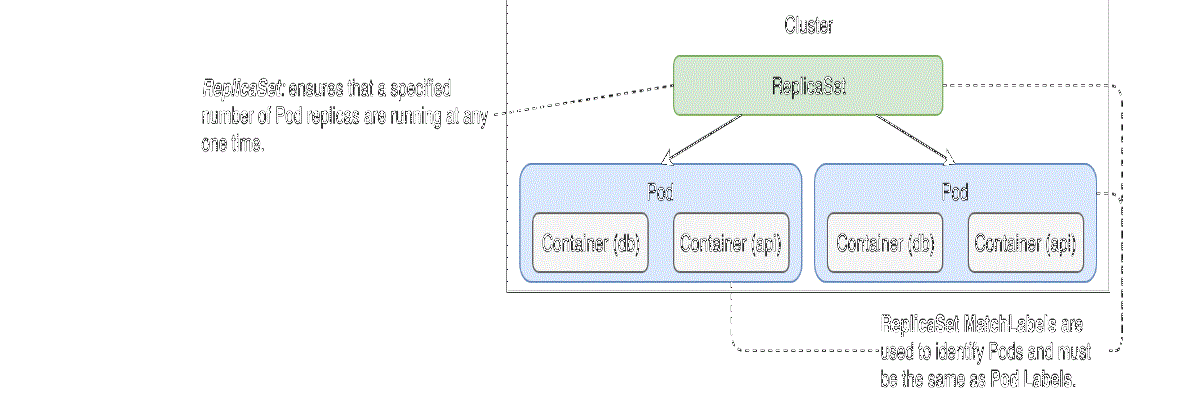 Cluster
ReplicaSet
ReplicaSet: ensures that a specified
number of Pod replicas are running at any
one time.
Pod
Pod
Container (db)
Container (api)
Container (db)
Container (api)
ReplicaSet MatchLabels are
used to identify Pods and must
be the same as Pod Labels.